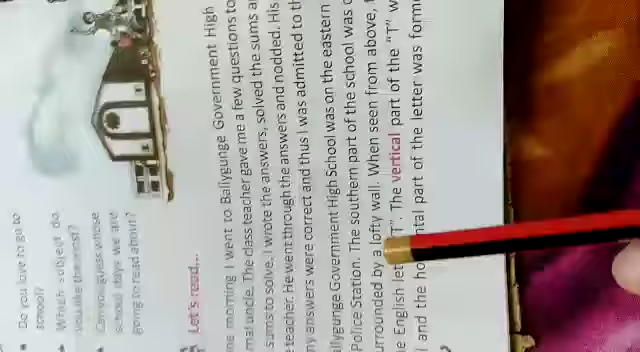 Do you love to go to
school?
Which subject do
you like the most?
Can you guess whose
school days we are
going to read about?
Let's read...
ne morning I went to Ballygunge Government High
mal uncle. The class teacher gave me a few questions to
sums to solve. I wrote the answers, solved the sums a
teacher. He went through the answers and nodded. His
ny answers were correct and thus I was admitted to th
llygunge Government High School was on the eastern
Police Station. The southern part of the school was
urrounded by a lofty wall. When seen from above,
e English let "T". The vertical part of the "T" w
l and the ho ntal part of the letter was form